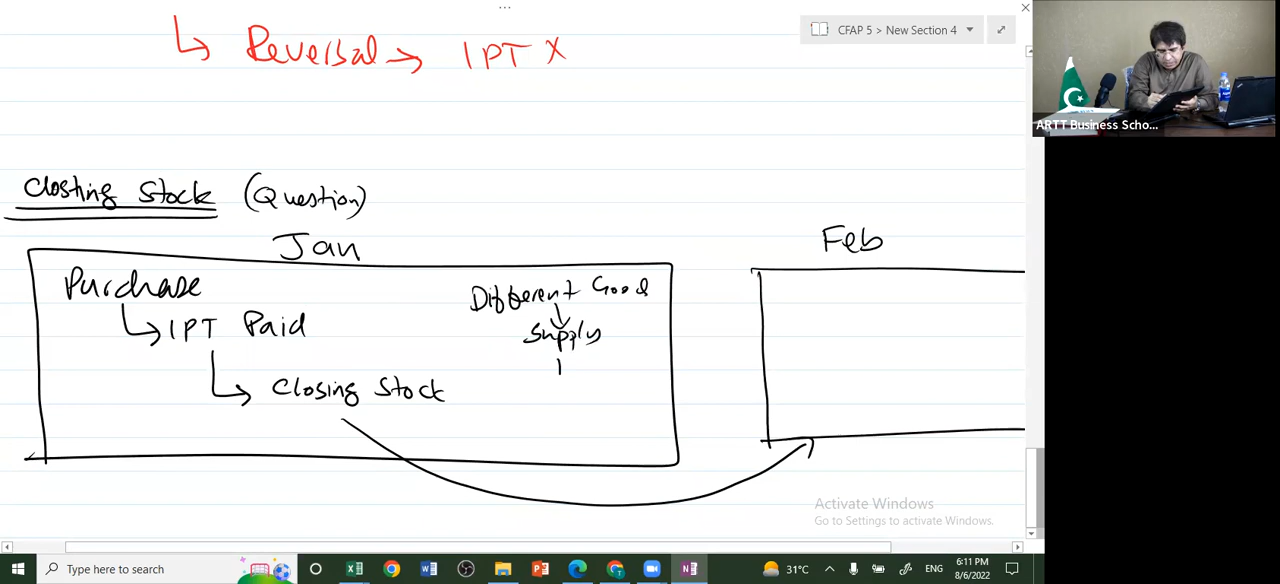 ...
CFAP 5 > New Section 4
ARTT Business Scho...
↳ Reversal → IPT X
Closting Stock (Question)
Jan
Feb
Purchase
↳ IPT Paid
↳ Closing Stock
Different Good
Supply
Activate Windows
Go to Settings to activate Windows.
Type here to search
31°C
ENG
6:11 PM
8/6/2022